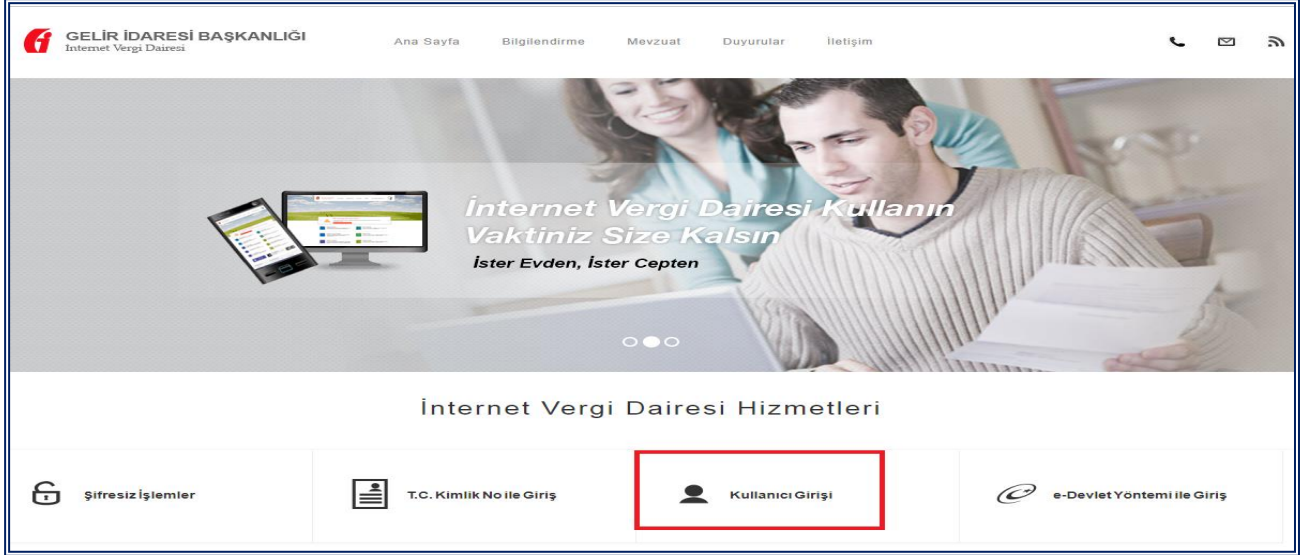 GELİR İDARESİ BAŞKANLIĞI
Internet Vergi Dairesi
Ana Sayfa
Bilgilendirme
Mevzuat
Duyurular
İletişim
İnternet Vergi Dairesi Kullanın
Vaktiniz Size Kalsın
İster Evden, İster Cepten
İnternet Vergi Dairesi Hizmetleri
Şifresiz İşlemler
T.C. Kimlik No ile Giriş
Kullanıcı Girişi
e-Devlet Yöntemi ile Giriş